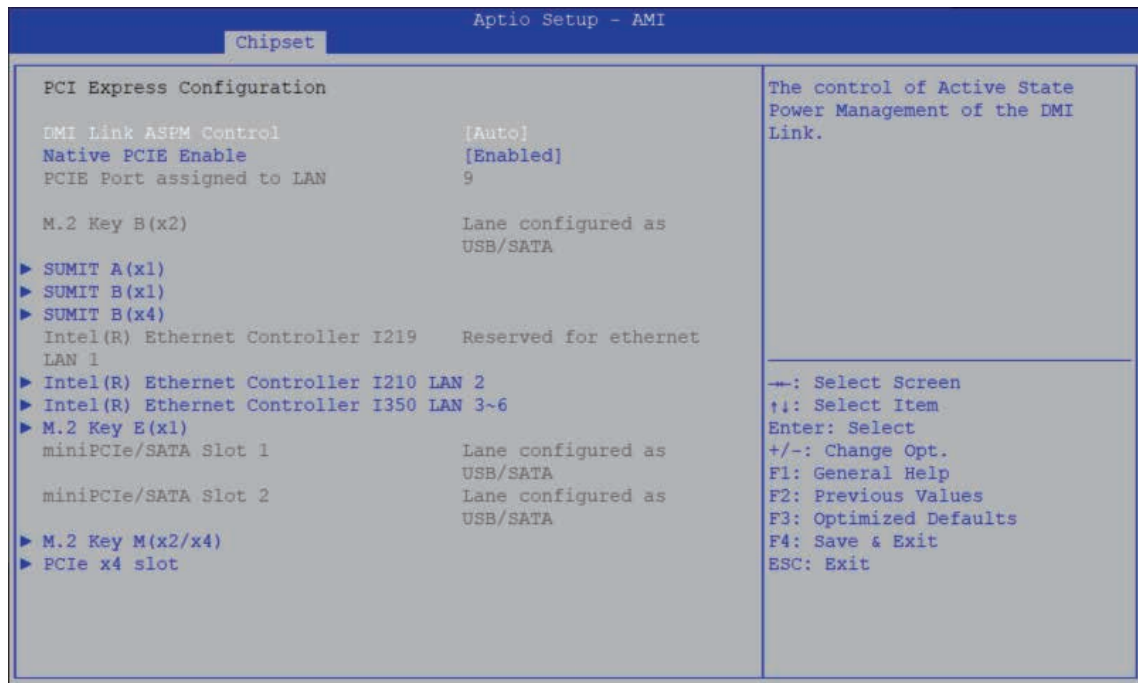 Aptio Setup - AMI
Chipset
PCI Express Configuration
DMI Link ASPM Control [Auto]
Native PCIE Enable [Enabled]
PCIE Port assigned to LAN 9
M.2 Key B(x2) Lane configured as
USB/SATA
▶ SUMIT A(x1)
▶ SUMIT B(x1)
▶ SUMIT B(x4)
Intel(R) Ethernet Controller I219 Reserved for ethernet
LAN 1
▶ Intel(R) Ethernet Controller I210 LAN 2
▶ Intel(R) Ethernet Controller I350 LAN 3~6
▶ M.2 Key E(x1)
miniPCIe/SATA Slot 1 Lane configured as
USB/SATA
miniPCIe/SATA Slot 2 Lane configured as
USB/SATA
▶ M.2 Key M(x2/x4)
▶ PCIe x4 slot
The control of Active State
Power Management of the DMI
Link.
→←: Select Screen
↑↓: Select Item
Enter: Select
+/-: Change Opt.
F1: General Help
F2: Previous Values
F3: Optimized Defaults
F4: Save & Exit
ESC: Exit